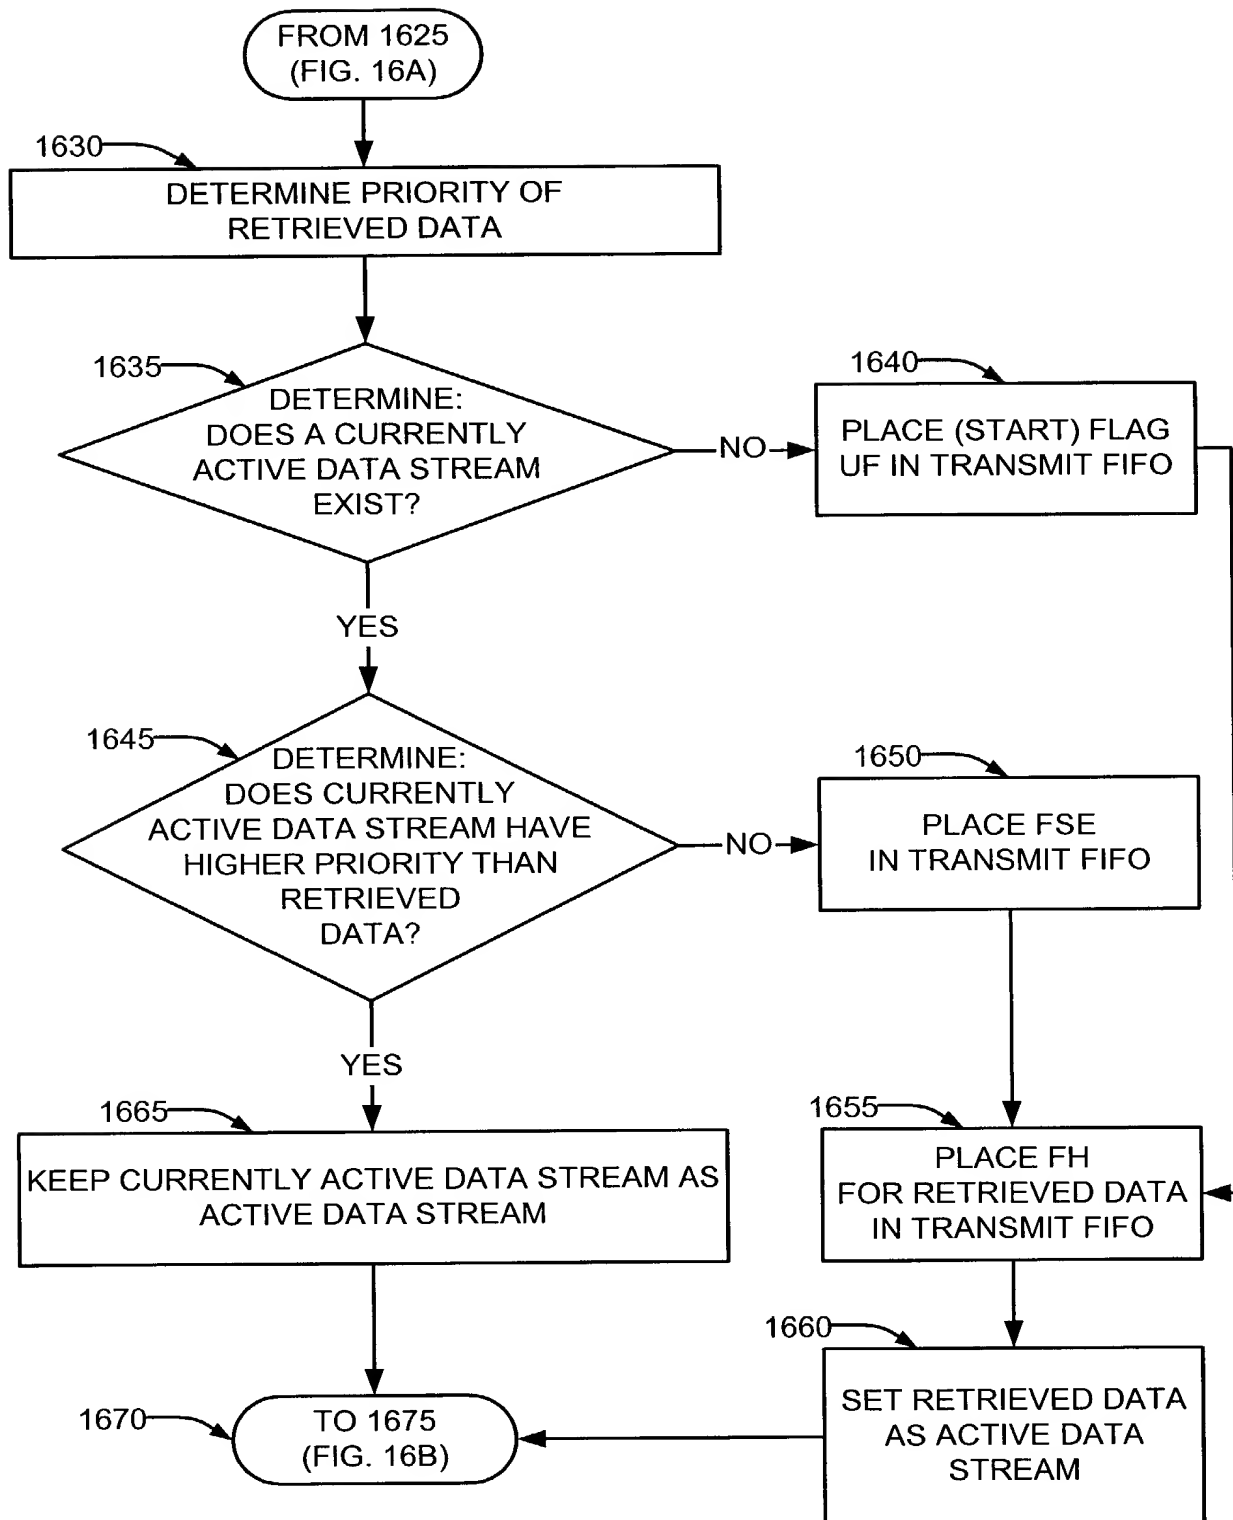 FROM 1625
(FIG. 16A)
1630
DETERMINE PRIORITY OF
RETRIEVED DATA
1635
DETERMINE:
DOES A CURRENTLY
ACTIVE DATA STREAM
EXIST?
NO
1640
PLACE (START) FLAG
UF IN TRANSMIT FIFO
YES
1645
DETERMINE:
DOES CURRENTLY
ACTIVE DATA STREAM HAVE
HIGHER PRIORITY THAN
RETRIEVED
DATA?
NO
1650
PLACE FSE
IN TRANSMIT FIFO
YES
1665
KEEP CURRENTLY ACTIVE DATA STREAM AS
ACTIVE DATA STREAM
1655
PLACE FH
FOR RETRIEVED DATA
IN TRANSMIT FIFO
1660
SET RETRIEVED DATA
AS ACTIVE DATA
STREAM
1670
TO 1675
(FIG. 16B)